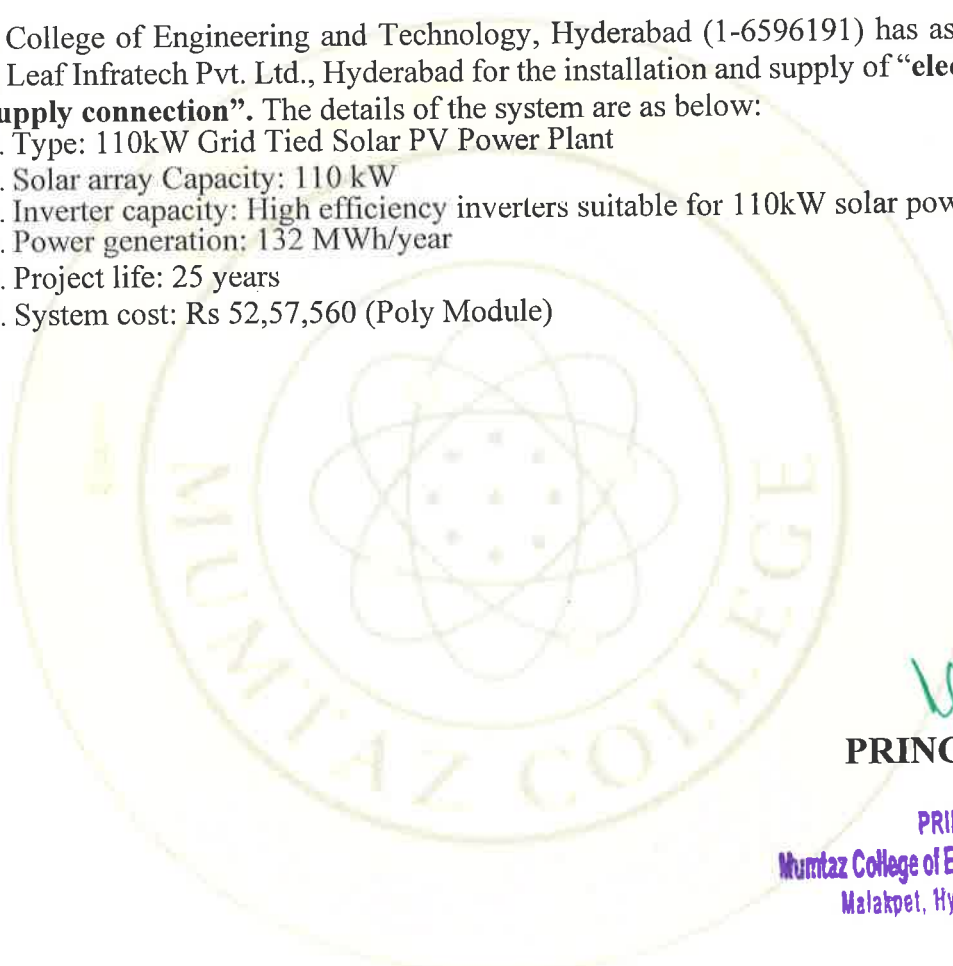 College of Engineering and Technology, Hyderabad (1-6596191) has as
Leaf Infratech Pvt. Ltd., Hyderabad for the installation and supply of "elec
upply connection". The details of the system are as below:
. Type: 110kW Grid Tied Solar PV Power Plant
. Solar array Capacity: 110 kW
. Inverter capacity: High efficiency inverters suitable for 110kW solar pow
. Power generation: 132 MWh/year
. Project life: 25 years
. System cost: Rs 52,57,560 (Poly Module)
MUMTAZ COLLEGE
PRINC
PRI
Mumtaz College of E
Malakpet, Hy